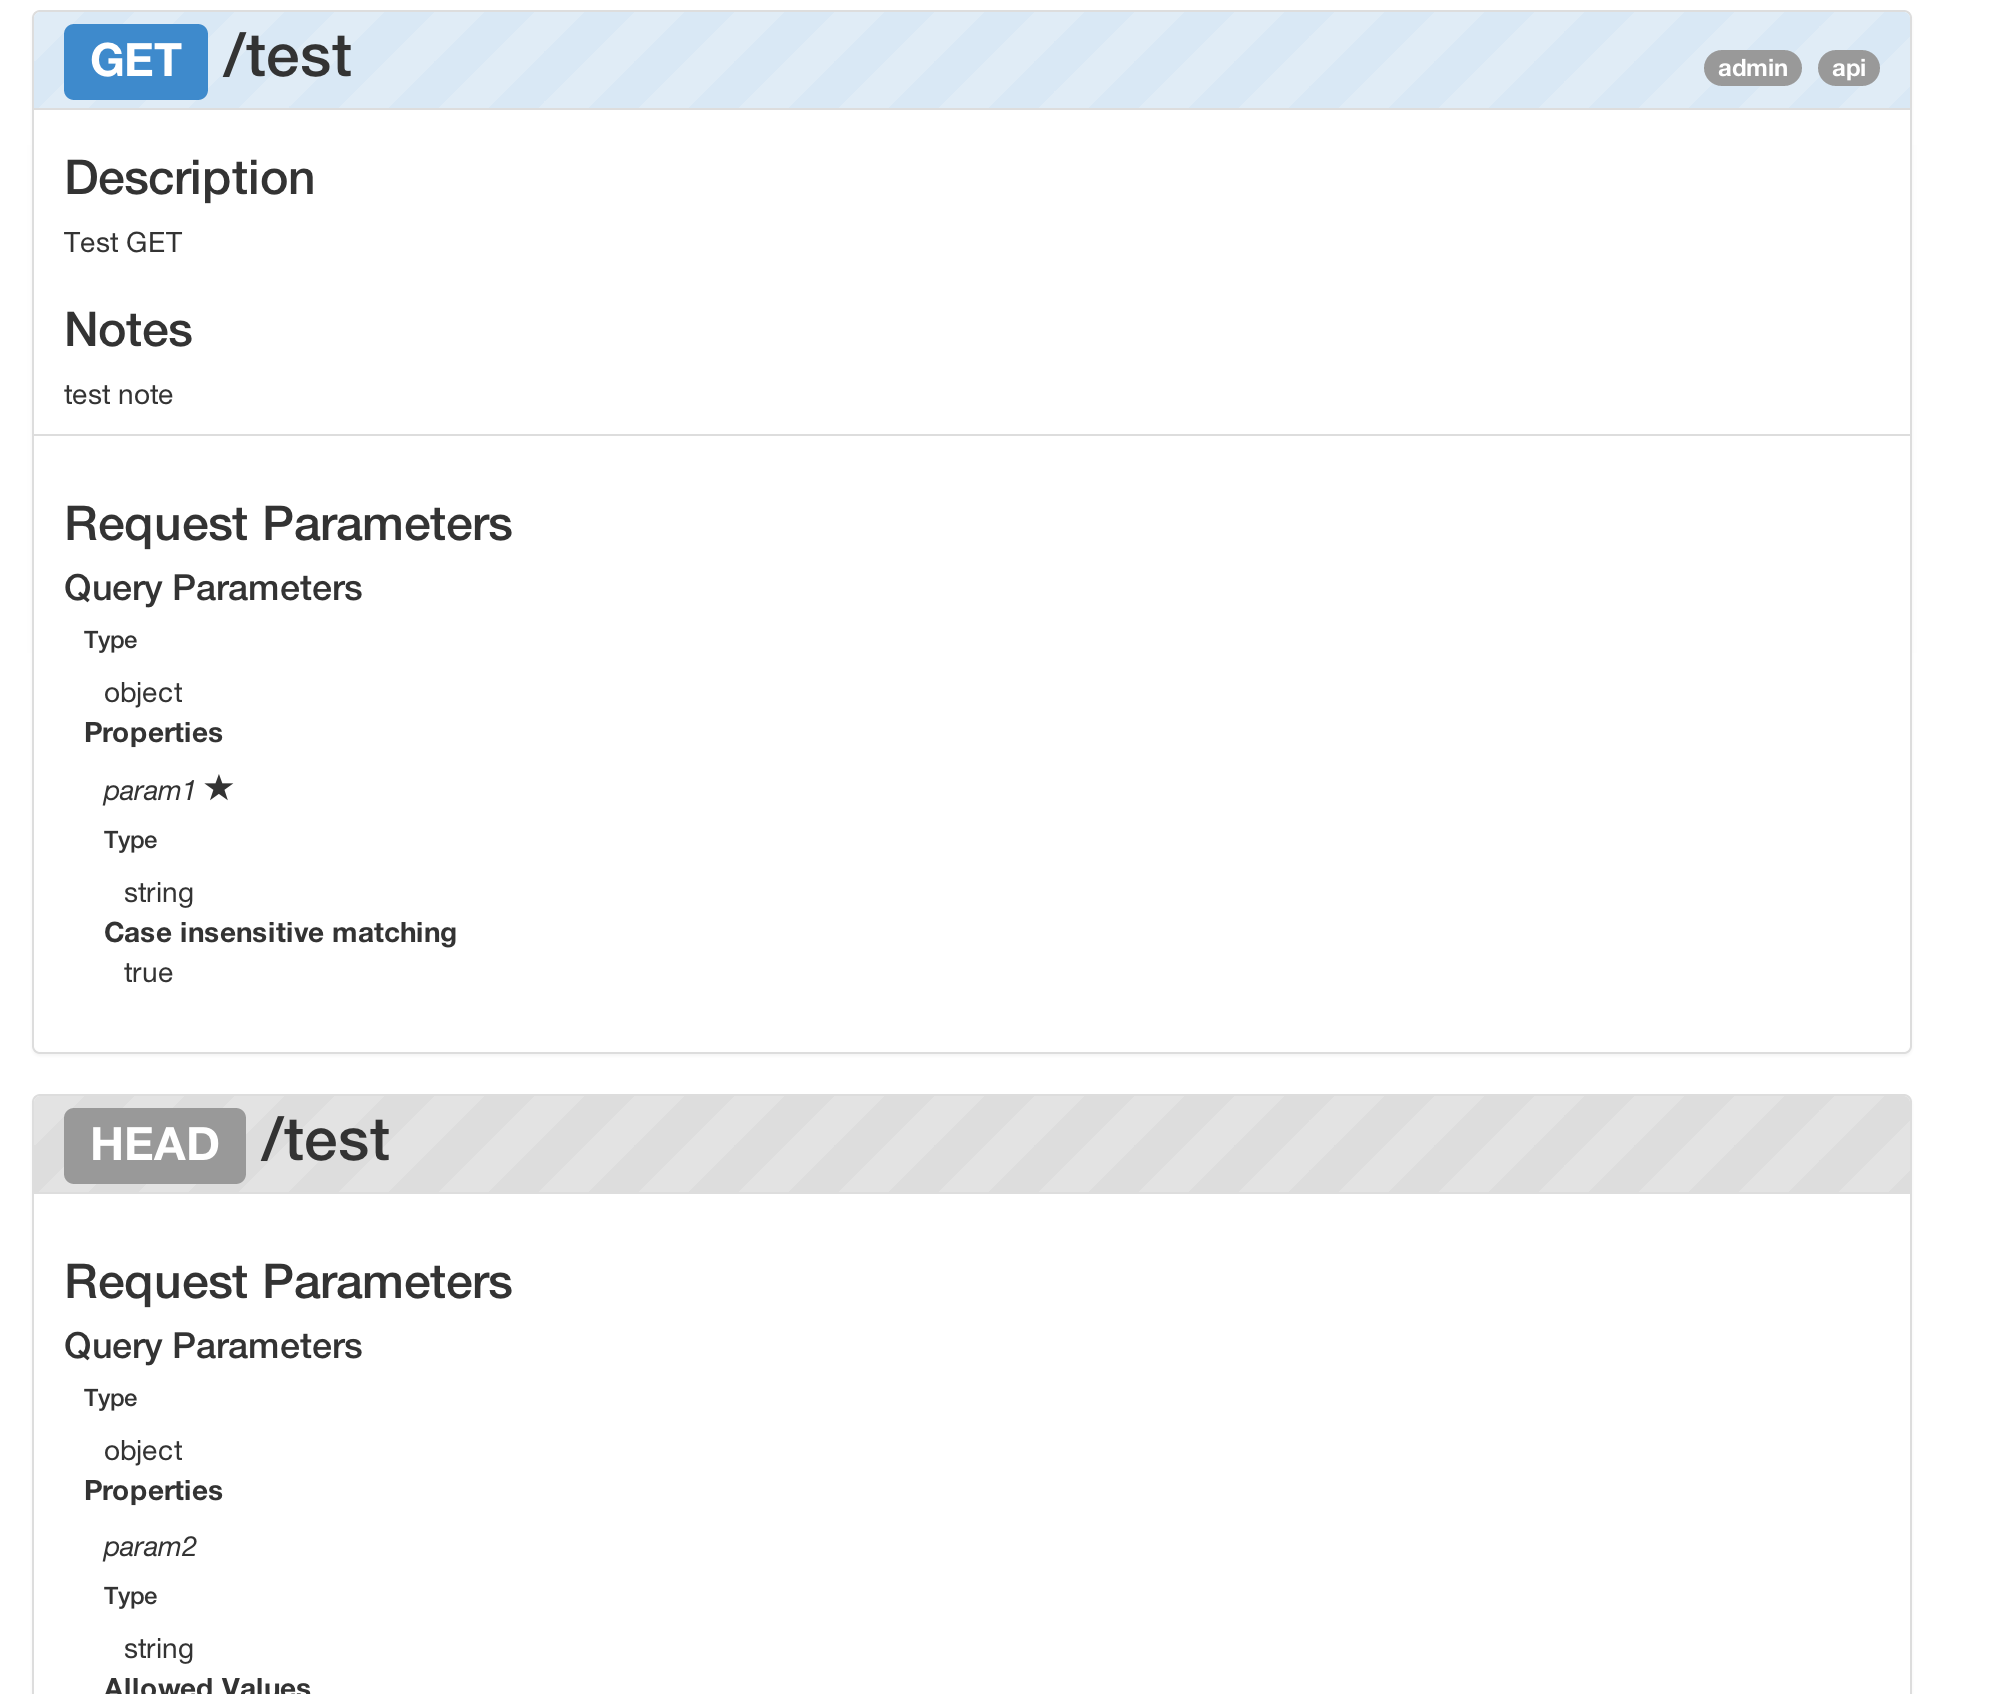 GET /test admin api
Description
Test GET
Notes
test note
Request Parameters
Query Parameters
Type
object
Properties
param1 ★
Type
string
Case insensitive matching
true
HEAD /test
Request Parameters
Query Parameters
Type
object
Properties
param2
Type
string
Allowed Values